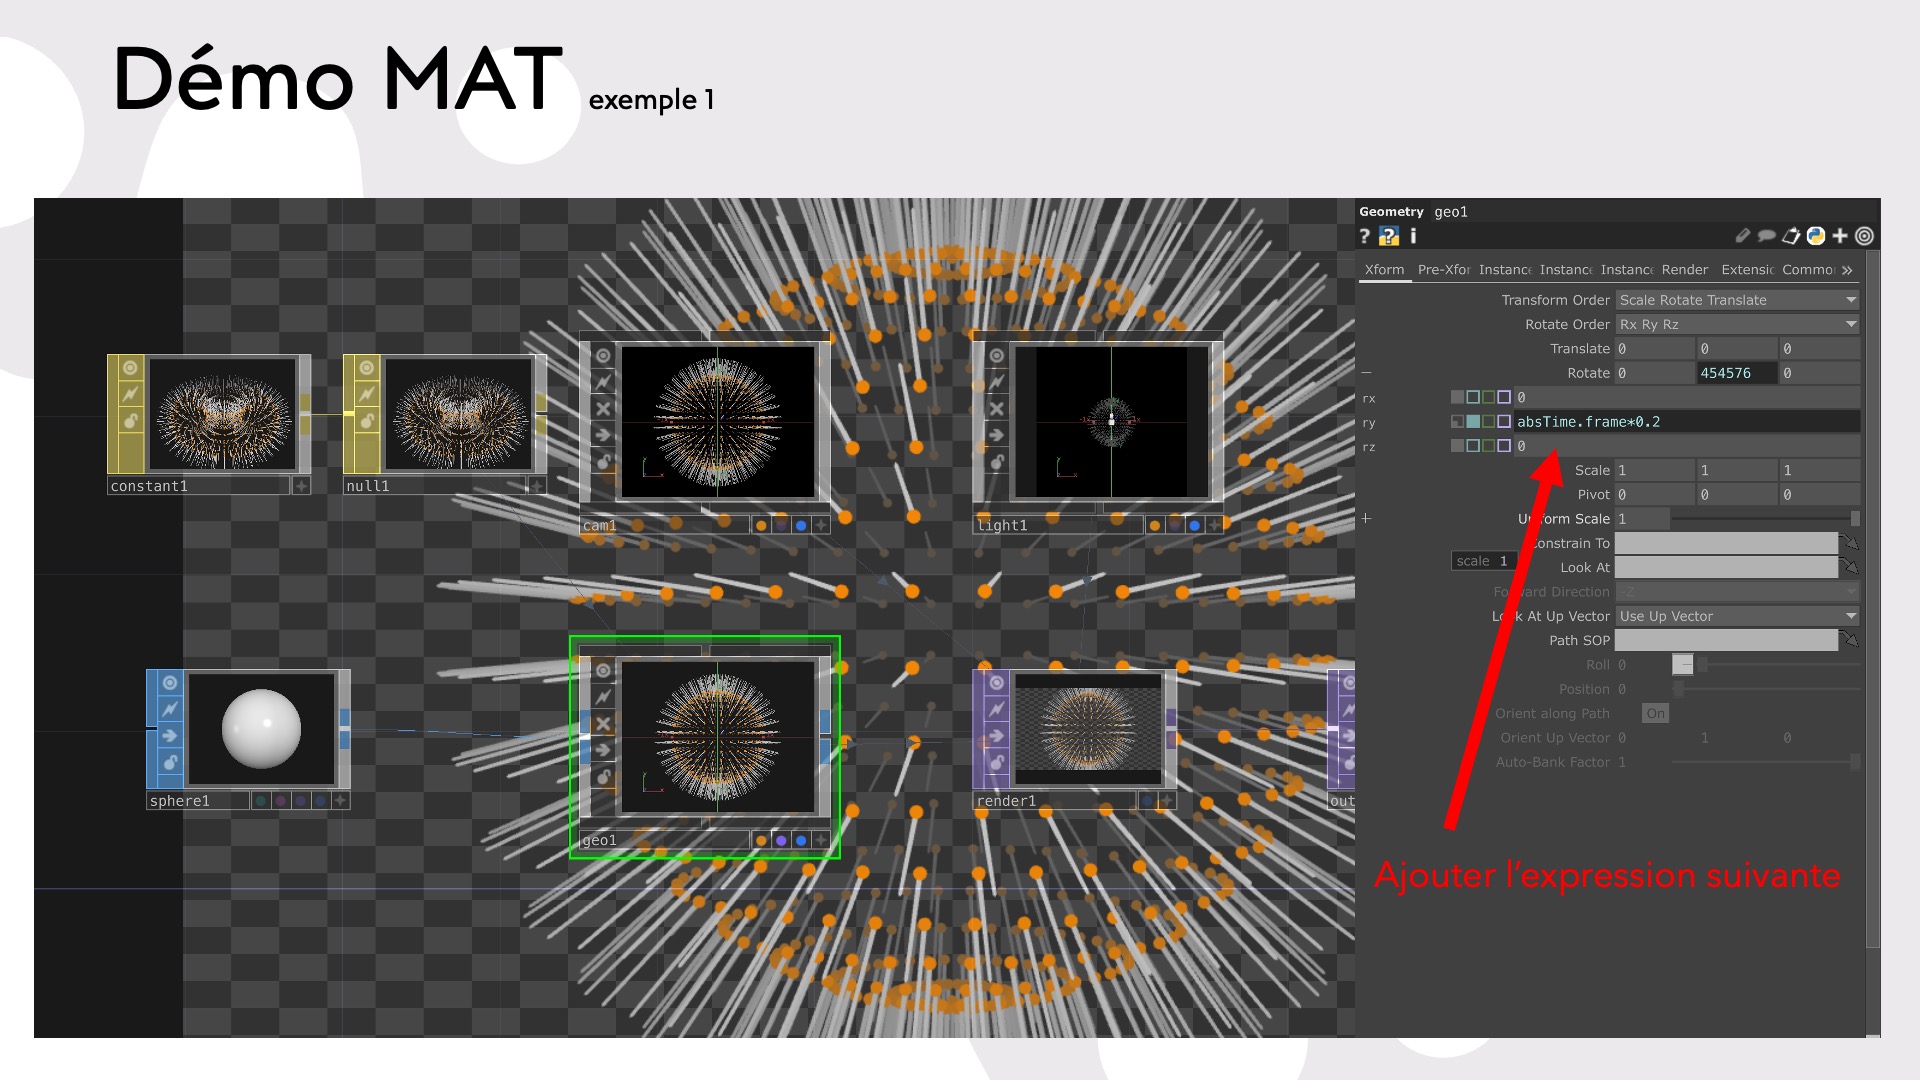 Démo MAT exemple 1
Geometry geo1
? ? i
Xform Pre-Xfor Instance Instance Instance Render Extensio Commo »
Transform Order Scale Rotate Translate
Rotate Order Rx Ry Rz
Translate 0 0 0
Rotate 0 454576 0
rx 0
ry absTime.frame*0.2
rz 0
Scale 1 1 1
Pivot 0 0 0
Uniform Scale 1
Constrain To
scale 1
Look At
Forward Direction -Z
Look At Up Vector Use Up Vector
Path SOP
Roll 0
Position 0
Orient along Path On
Orient Up Vector 0 1 0
Auto-Bank Factor 1
Ajouter l'expression suivante
constant1
null1
cam1
light1
sphere1
geo1
render1
out